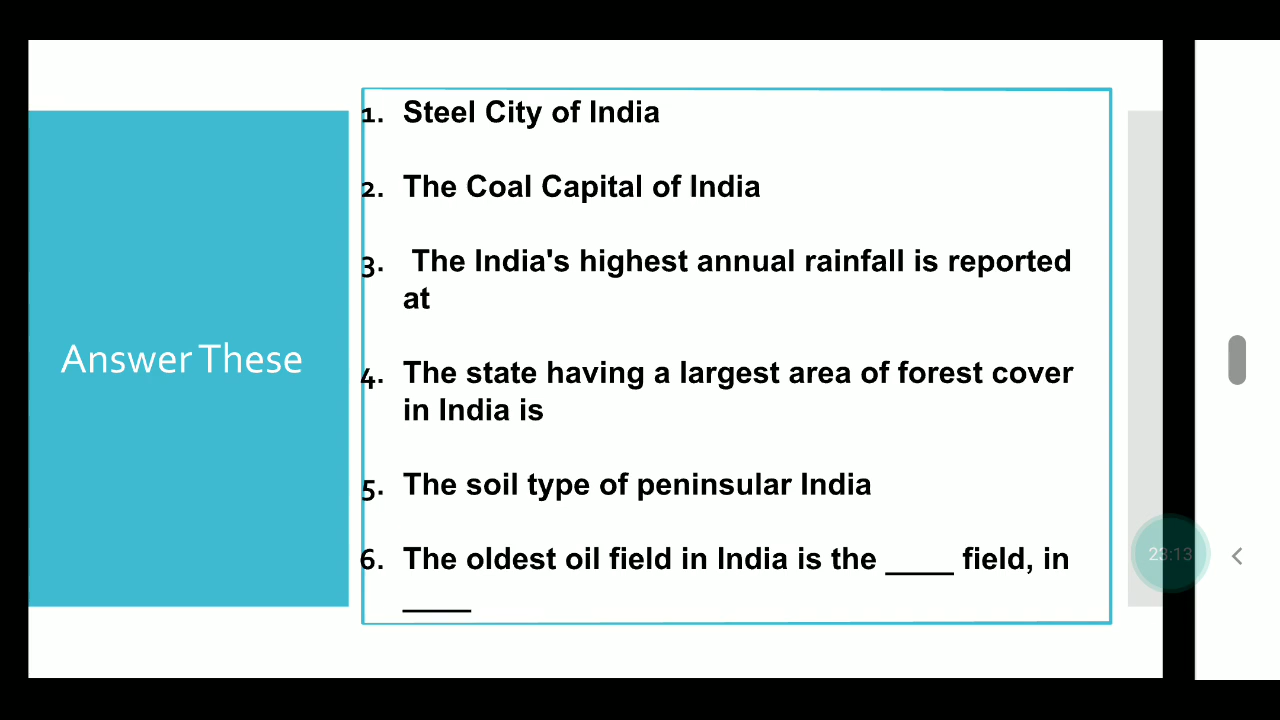 Answer These
1. Steel City of India
2. The Coal Capital of India
3. The India's highest annual rainfall is reported
at
4. The state having a largest area of forest cover
in India is
5. The soil type of peninsular India
6. The oldest oil field in India is the ____ field, in
____
23:13